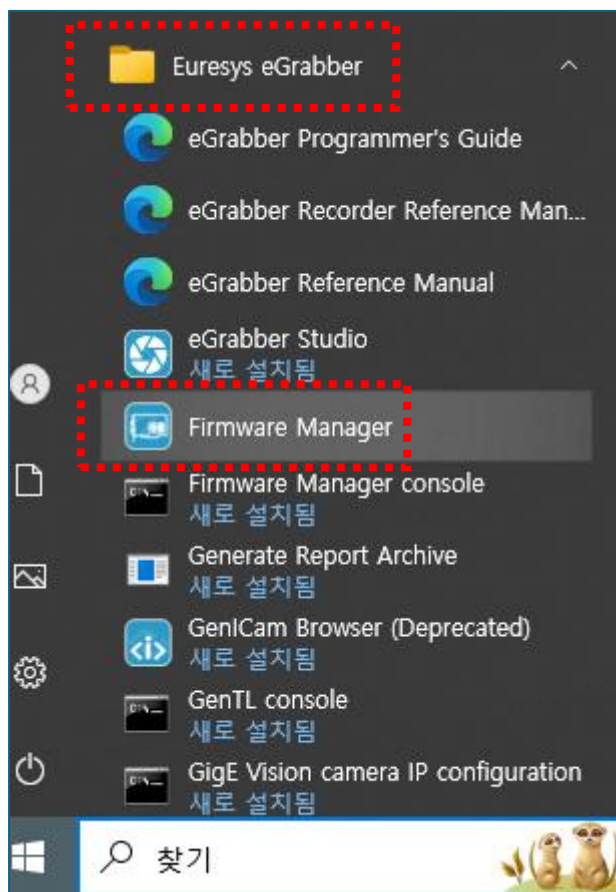 Euresys eGrabber
eGrabber Programmer's Guide
eGrabber Recorder Reference Man...
eGrabber Reference Manual
eGrabber Studio
새로 설치됨
Firmware Manager
Firmware Manager console
새로 설치됨
Generate Report Archive
새로 설치됨
GenICam Browser (Deprecated)
새로 설치됨
GenTL console
새로 설치됨
GigE Vision camera IP configuration
새로 설치됨
찾기